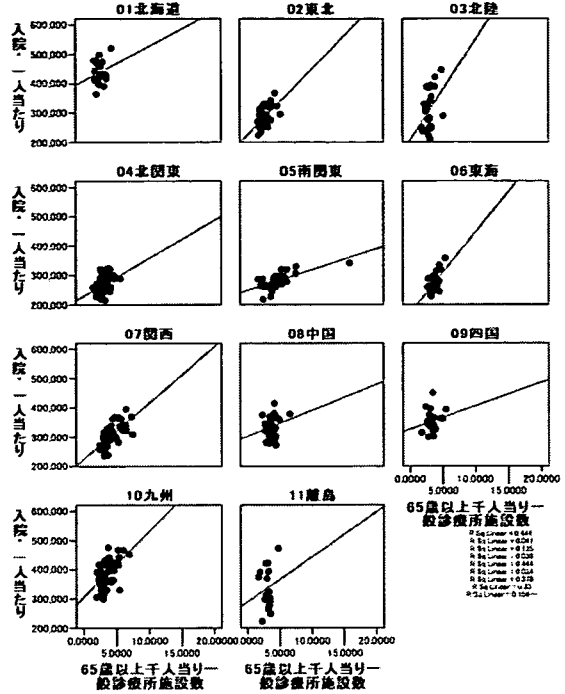 01北海道
02東北
03北陸
入院・一人当たり
600,000
500,000
400,000
300,000
200,000
04北関東
05南関東
06東海
入院・一人当たり
600,000
500,000
400,000
300,000
200,000
07関西
08中国
09四国
入院・一人当たり
600,000
500,000
400,000
300,000
200,000
0.0000 10.0000 20.0000
5.0000 15.0000
65歳以上千人当り一
般診療所施設数
10九州
11離島
入院・一人当たり
600,000
500,000
400,000
300,000
200,000
0.0000 10.0000 20.0000 0.0000 10.0000 20.0000
5.0000 15.0000 5.0000 15.0000
65歳以上千人当り一
般診療所施設数
65歳以上千人当り一
般診療所施設数